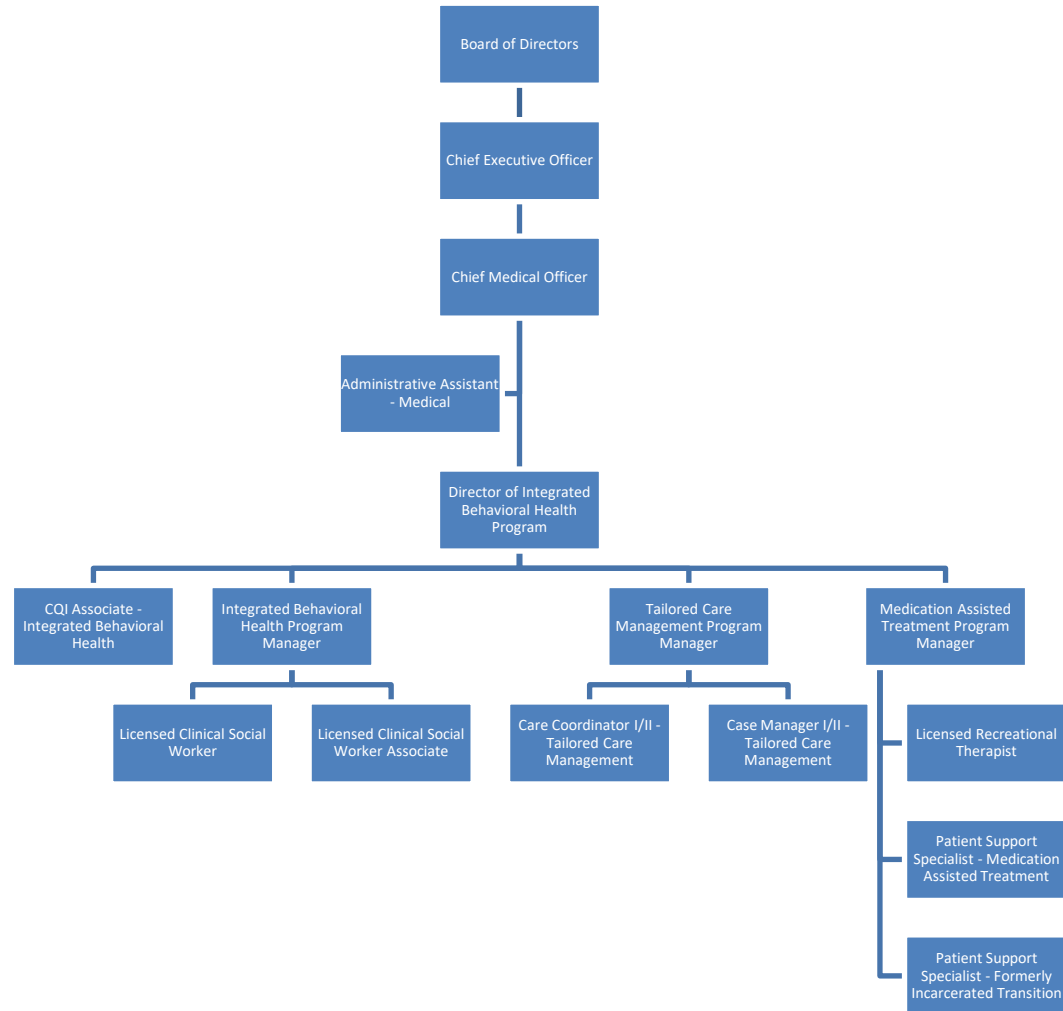 Board of Directors
Chief Executive Officer
Chief Medical Officer
Administrative Assistant
- Medical
Director of Integrated
Behavioral Health
Program
CQI Associate -
Integrated Behavioral
Health
Integrated Behavioral
Health Program
Manager
Tailored Care
Management Program
Manager
Medication Assisted
Treatment Program
Manager
Licensed Clinical Social
Worker
Licensed Clinical Social
Worker Associate
Care Coordinator I/II -
Tailored Care
Management
Case Manager I/II -
Tailored Care
Management
Licensed Recreational
Therapist
Patient Support
Specialist - Medication
Assisted Treatment
Patient Support
Specialist - Formerly
Incarcerated Transition